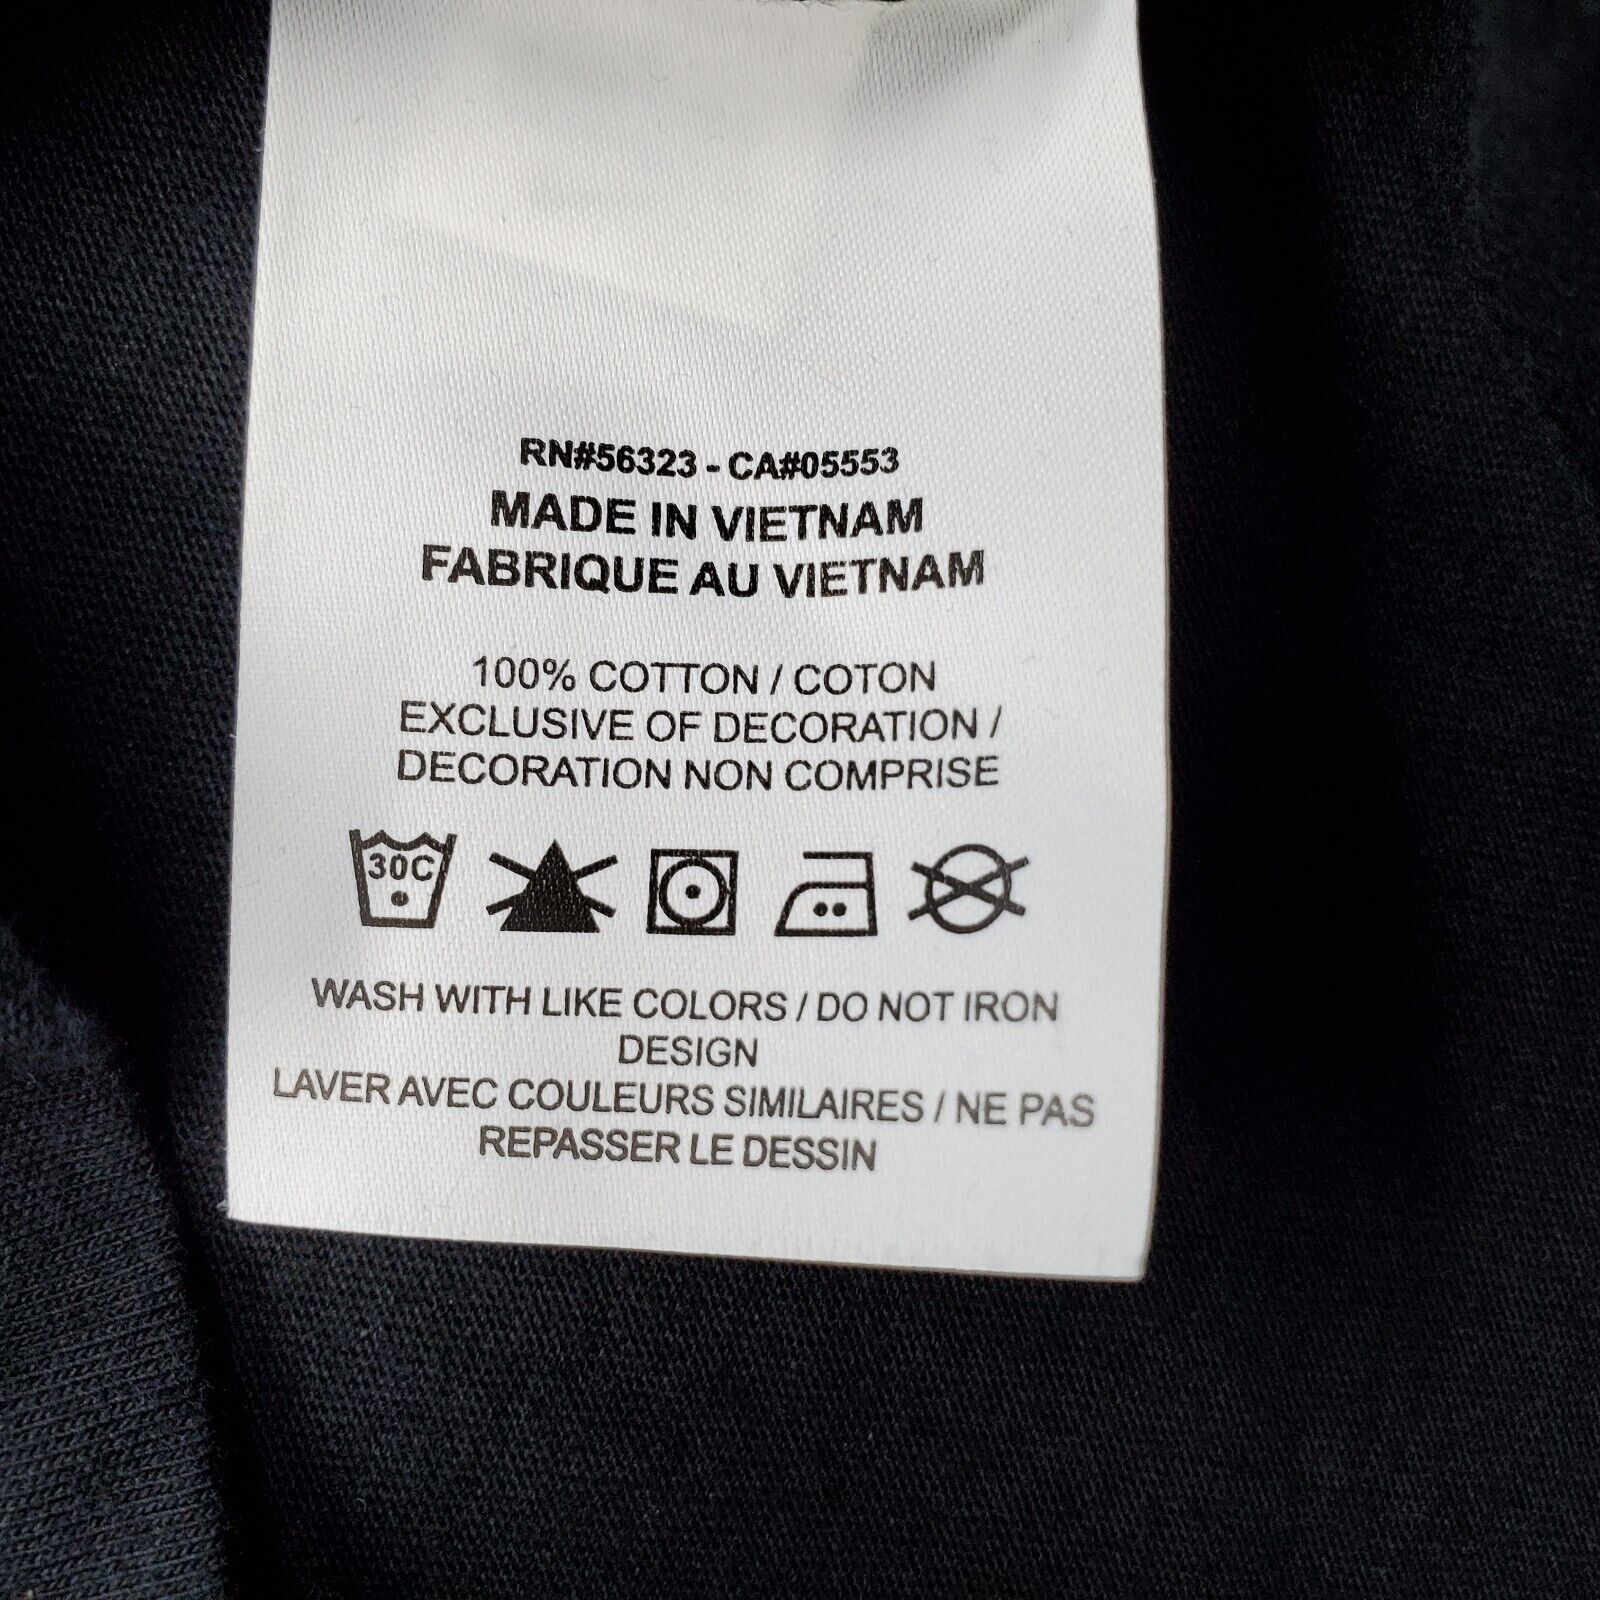 RN#56323 - CA#05553
MADE IN VIETNAM
FABRIQUE AU VIETNAM
100% COTTON / COTON
EXCLUSIVE OF DECORATION /
DECORATION NON COMPRISE
30C
WASH WITH LIKE COLORS / DO NOT IRON
DESIGN
LAVER AVEC COULEURS SIMILAIRES / NE PAS
REPASSER LE DESSIN